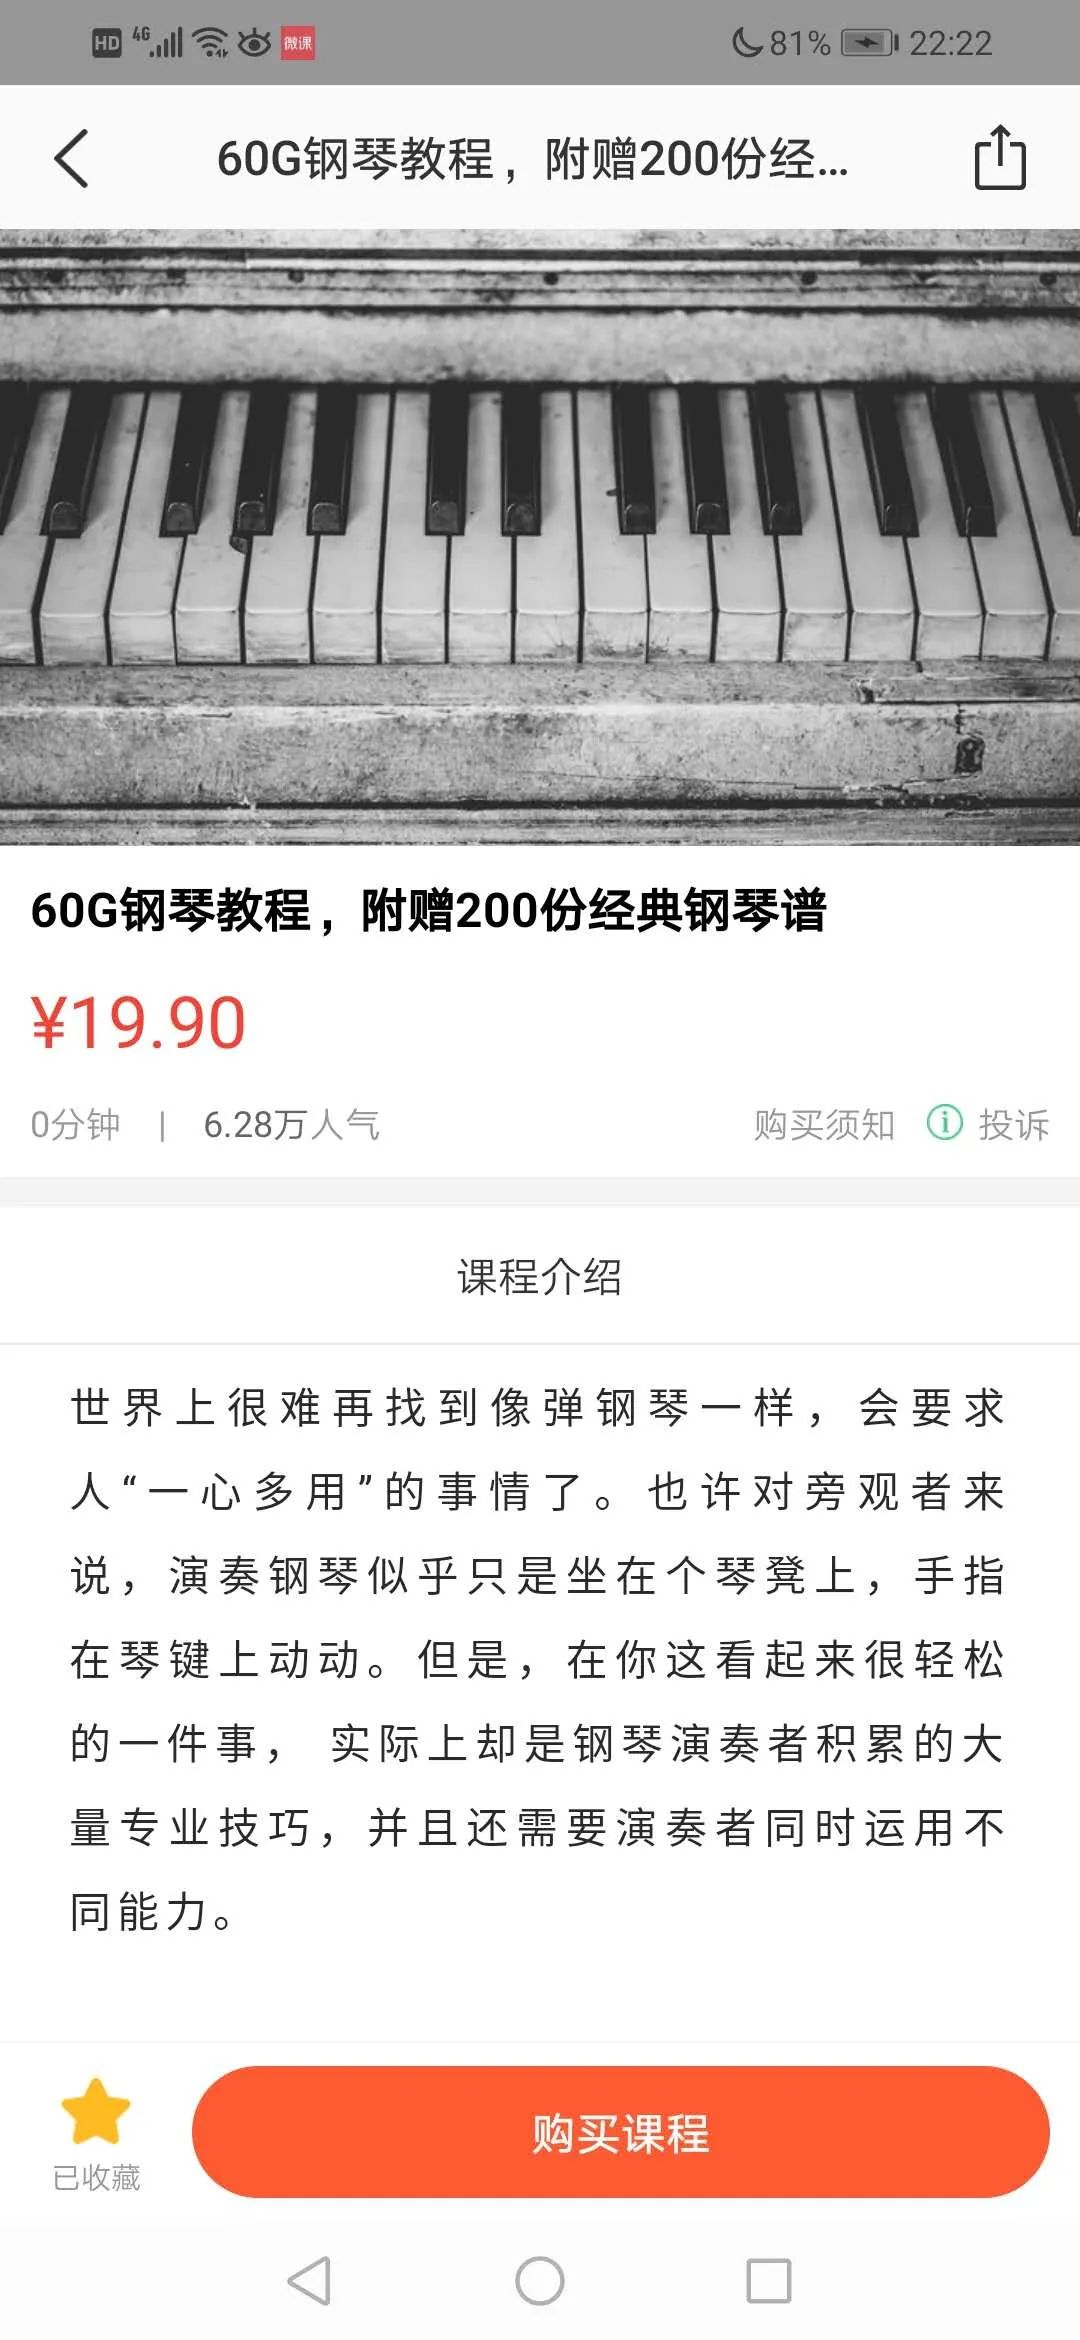 HD 4G 微课 81% 22:22
60G钢琴教程，附赠200份经...
60G钢琴教程，附赠200份经典钢琴谱
¥19.90
0分钟 | 6.28万人气 购买须知 投诉
课程介绍
世界上很难再找到像弹钢琴一样，会要求
人“一心多用”的事情了。也许对旁观者来
说，演奏钢琴似乎只是坐在个琴凳上，手指
在琴键上动动。但是，在你这看起来很轻松
的一件事， 实际上却是钢琴演奏者积累的大
量专业技巧，并且还需要演奏者同时运用不
同能力。
已收藏
购买课程